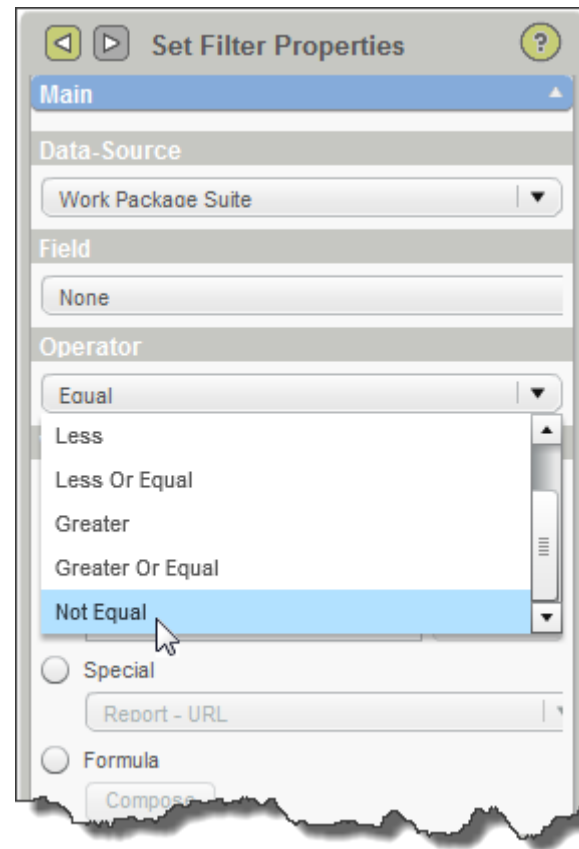 Set Filter Properties ?
Main
Data-Source
Work Package Suite
Field
None
Operator
Equal
Less
Less Or Equal
Greater
Greater Or Equal
Not Equal
Special
Report - URL
Formula
Compose